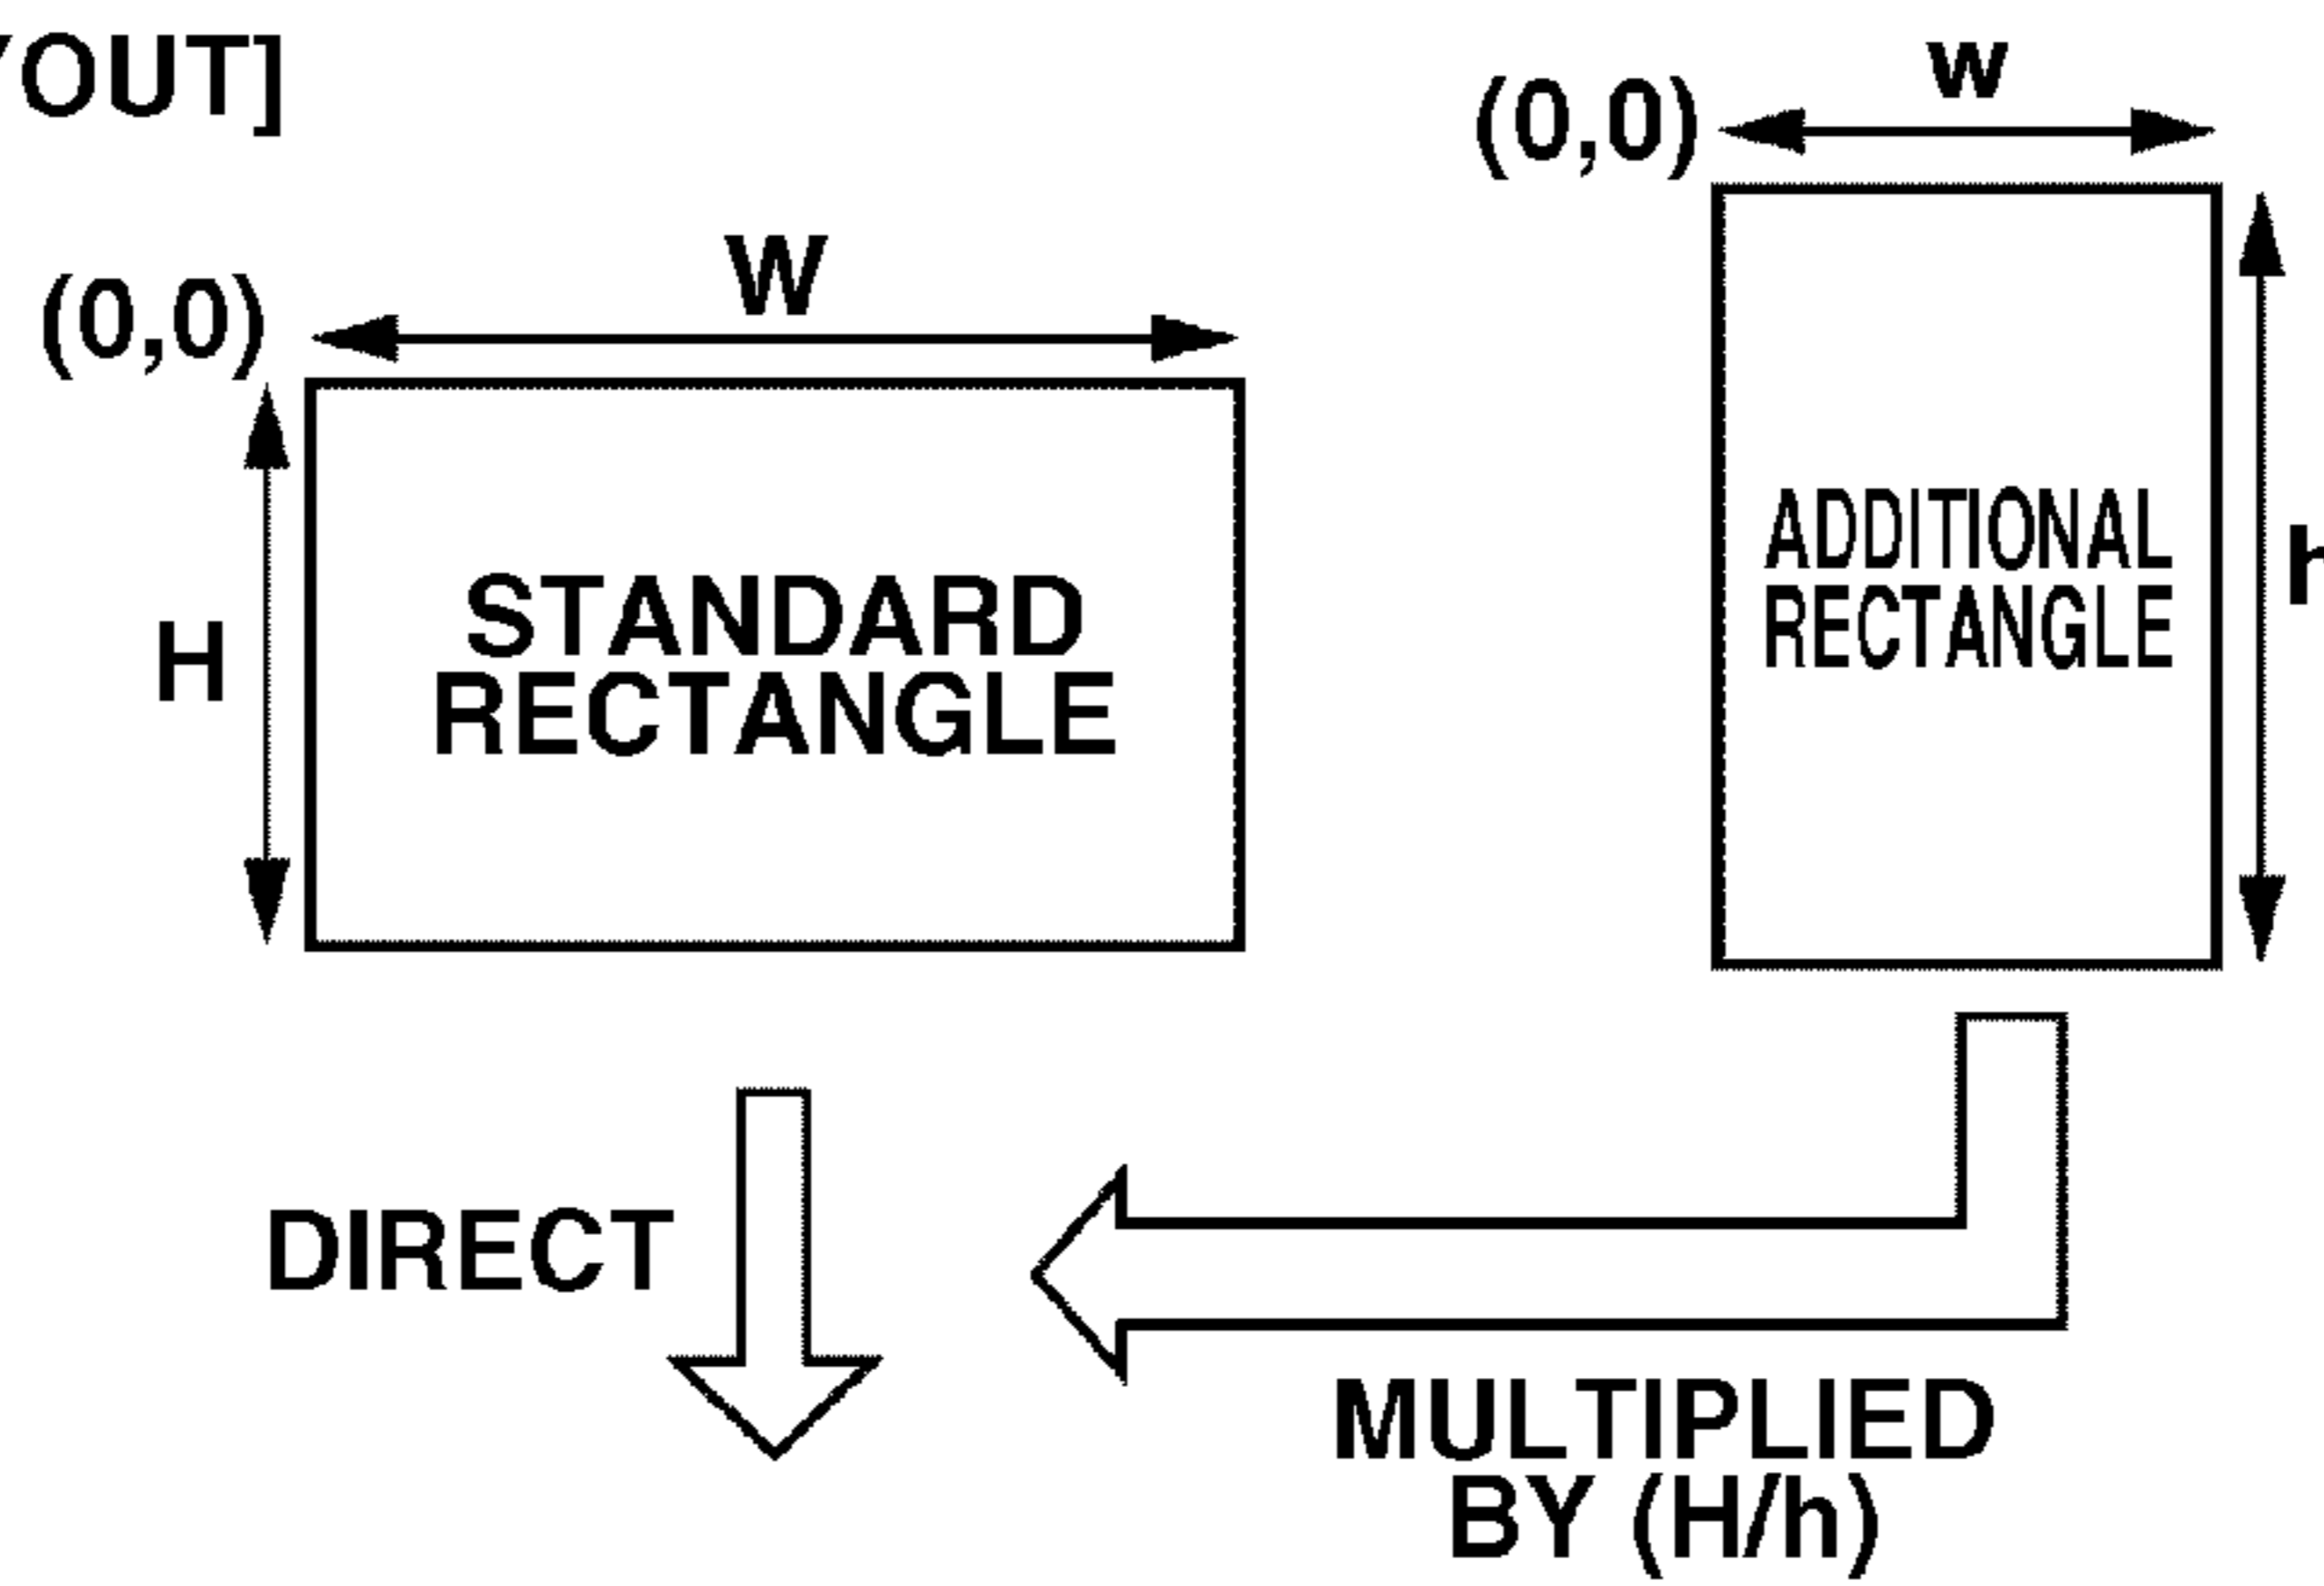 YOUT]
(0,0)
w
(0,0)
W
H
STANDARD
RECTANGLE
ADDITIONAL
RECTANGLE
h
DIRECT
MULTIPLIED
BY (H/h)